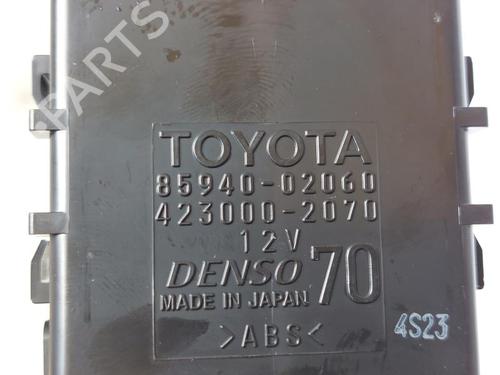 PARTS
TOYOTA
85940-02060
423000-2070
12V
DENSO 70
MADE IN JAPAN
>ABS<
4S23